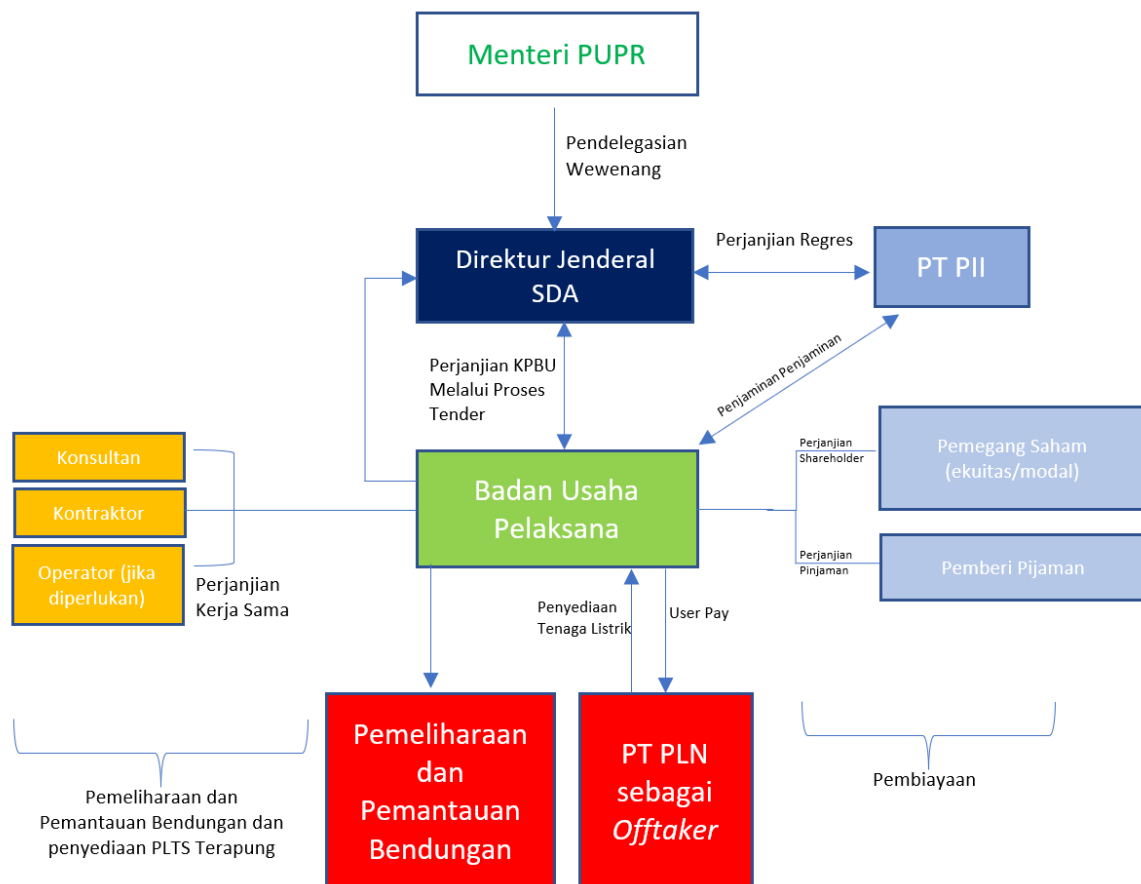 Menteri PUPR
Pendelegasian
Wewenang
Direktur Jenderal
SDA
Perjanjian Regres
PT PII
Perjanjian KPBU
Melalui Proses
Tender
Penjaminan Penjaminan
Konsultan
Kontraktor
Operator (jika
diperlukan)
Perjanjian
Kerja Sama
Badan Usaha
Pelaksana
Perjanjian
Shareholder
Pemegang Saham
(ekuitas/modal)
Perjanjian
Pinjaman
Pemberi Pijaman
Penyediaan
Tenaga Listrik
User Pay
Pemeliharaan
dan
Pemantauan
Bendungan
PT PLN
sebagai
Offtaker
Pemeliharaan dan
Pemantauan Bendungan dan
penyediaan PLTS Terapung
Pembiayaan